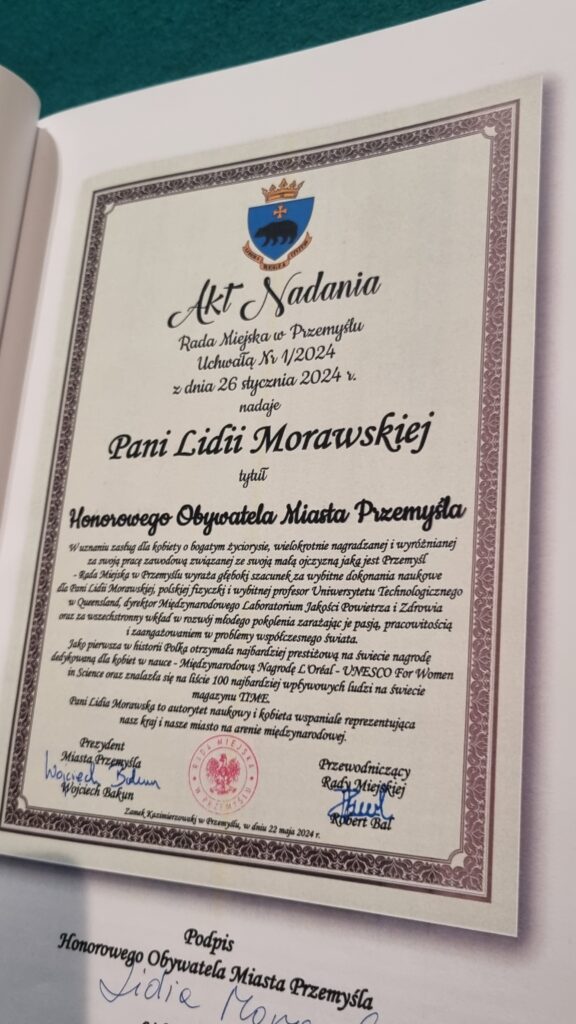 Akt Nadania
Rada Miejska w Przemyślu
Uchwałą Nr 1/2024
z dnia 26 stycznia 2024 r.
nadaje
Pani Lidii Morawskiej
tytuł
Honorowego Obywatela Miasta Przemyśla
W uznaniu zasług dla kobiety o bogatym życiorysie, wielokrotnie nagradzanej i wyróżnianej
za swoją pracę zawodową związanej ze swoją małą ojczyzną jaką jest Przemyśl
- Rada Miejska w Przemyślu wyraża głęboki szacunek za wybitne dokonania naukowe
dla Pani Lidii Morawskiej, polskiej fizyczki i wybitnej profesor Uniwersytetu Technologicznego
w Queensland, dyrektor Międzynarodowego Laboratorium Jakości Powietrza i Zdrowia
oraz za wszechstronny wkład w rozwój młodego pokolenia zarażając je pasją, pracowitością
i zaangażowaniem w problemy współczesnego świata.
Jako pierwsza w historii Polka otrzymała najbardziej prestiżową na świecie nagrodę
dedykowaną dla kobiet w nauce - Międzynarodową Nagrodę L'Oréal - UNESCO For Women
in Science oraz znalazła się na liście 100 najbardziej wpływowych ludzi na świecie
magazynu TIME.
Pani Lidia Morawska to autorytet naukowy i kobieta wspaniale reprezentująca
nasz kraj i nasze miasto na arenie międzynarodowej.
Prezydent
Miasta Przemyśla
Wojciech Bakun
Wojciech Bakun
RADA MIEJSKA
W PRZEMYŚLU
Przewodniczący
Rady Miejskiej
Robert Bal
Zamek Kazimierzowski w Przemyślu, w dniu 22 maja 2024 r.
Podpis
Honorowego Obywatela Miasta Przemyśla
Lidia